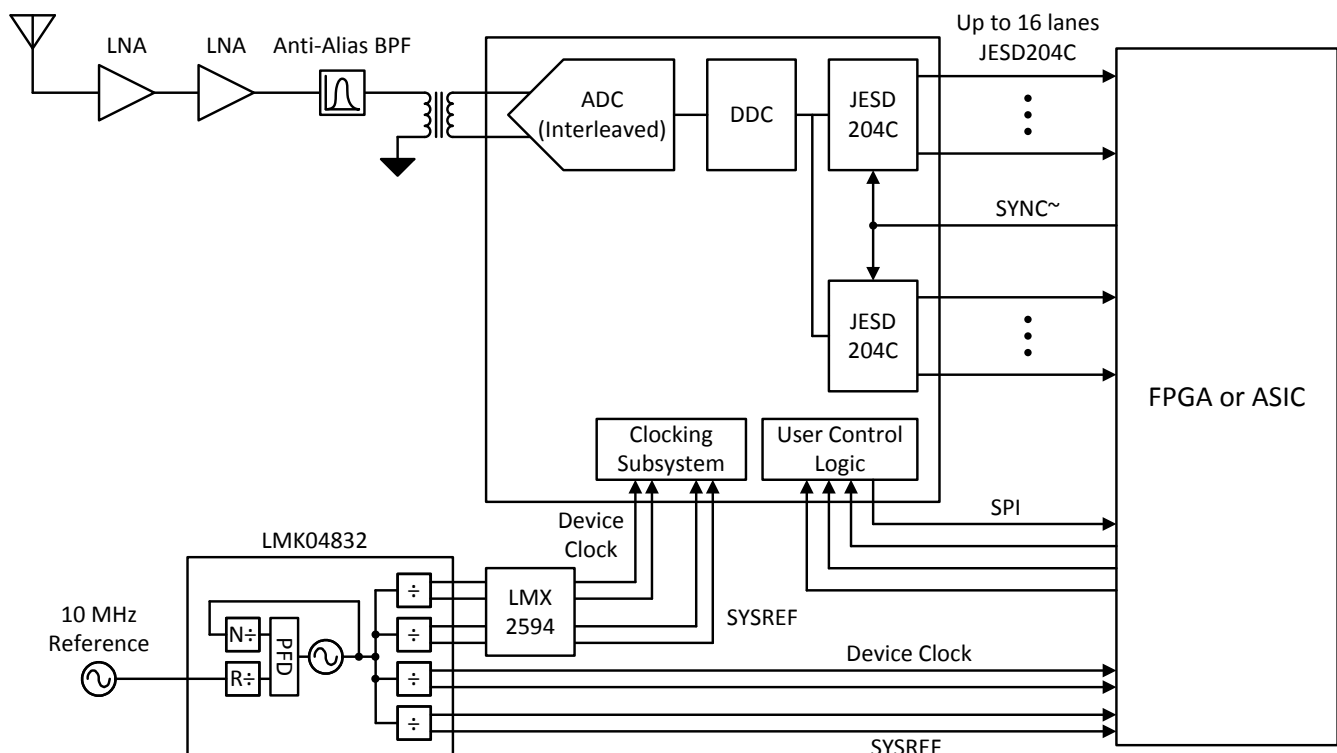 LNA
LNA
Anti-Alias BPF
Up to 16 lanes
JESD204C
ADC
(Interleaved)
DDC
JESD
204C
SYNC~
JESD
204C
FPGA or ASIC
Clocking
Subsystem
User Control
Logic
SPI
Device
Clock
LMK04832
10 MHz
Reference
N÷
R÷
PFD
÷
÷
÷
÷
LMX
2594
SYSREF
Device Clock
SYSREF